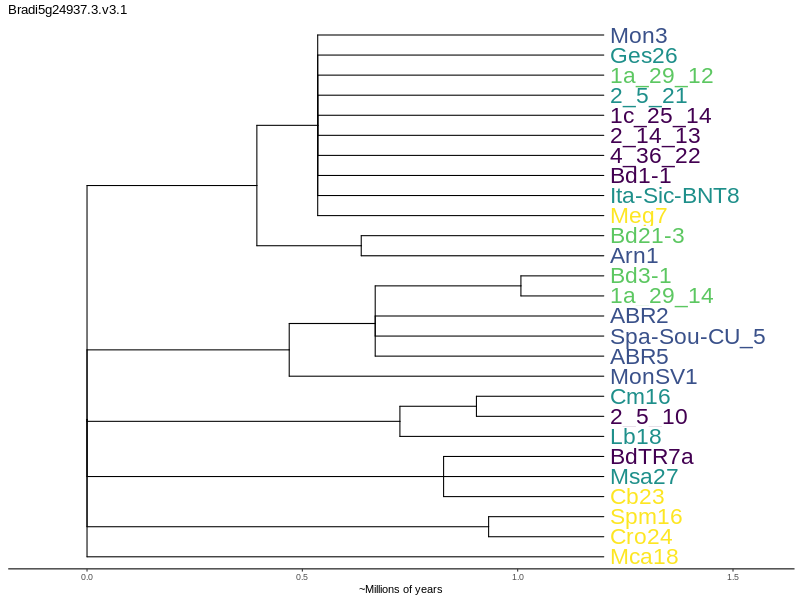 Bradi5g24937.3.v3.1
Mon3
Ges26
1a_29_12
2_5_21
1c_25_14
2_14_13
4_36_22
Bd1-1
Ita-Sic-BNT8
Meg7
Bd21-3
Arn1
Bd3-1
1a_29_14
ABR2
Spa-Sou-CU_5
ABR5
MonSV1
Cm16
2_5_10
Lb18
BdTR7a
Msa27
Cb23
Spm16
Cro24
Mca18
0.0 0.5 1.0 1.5
~Millions of years